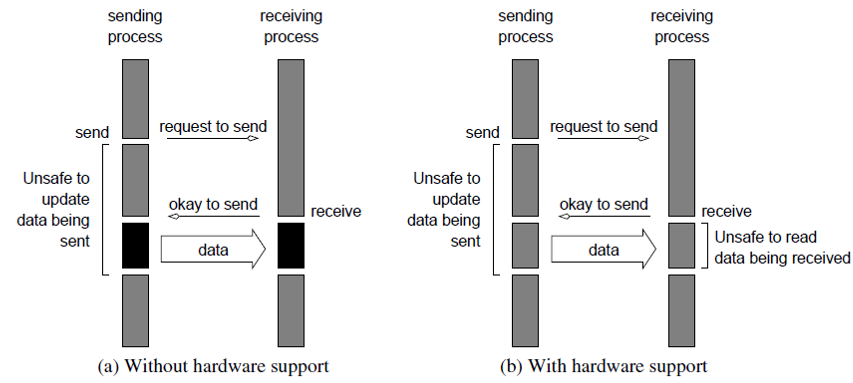 sending
process
receiving
process
send
request to send
Unsafe to
update
data being
sent
okay to send
receive
data
(a) Without hardware support
sending
process
receiving
process
send
request to send
Unsafe to
update
data being
sent
okay to send
receive
data
Unsafe to read
data being received
(b) With hardware support